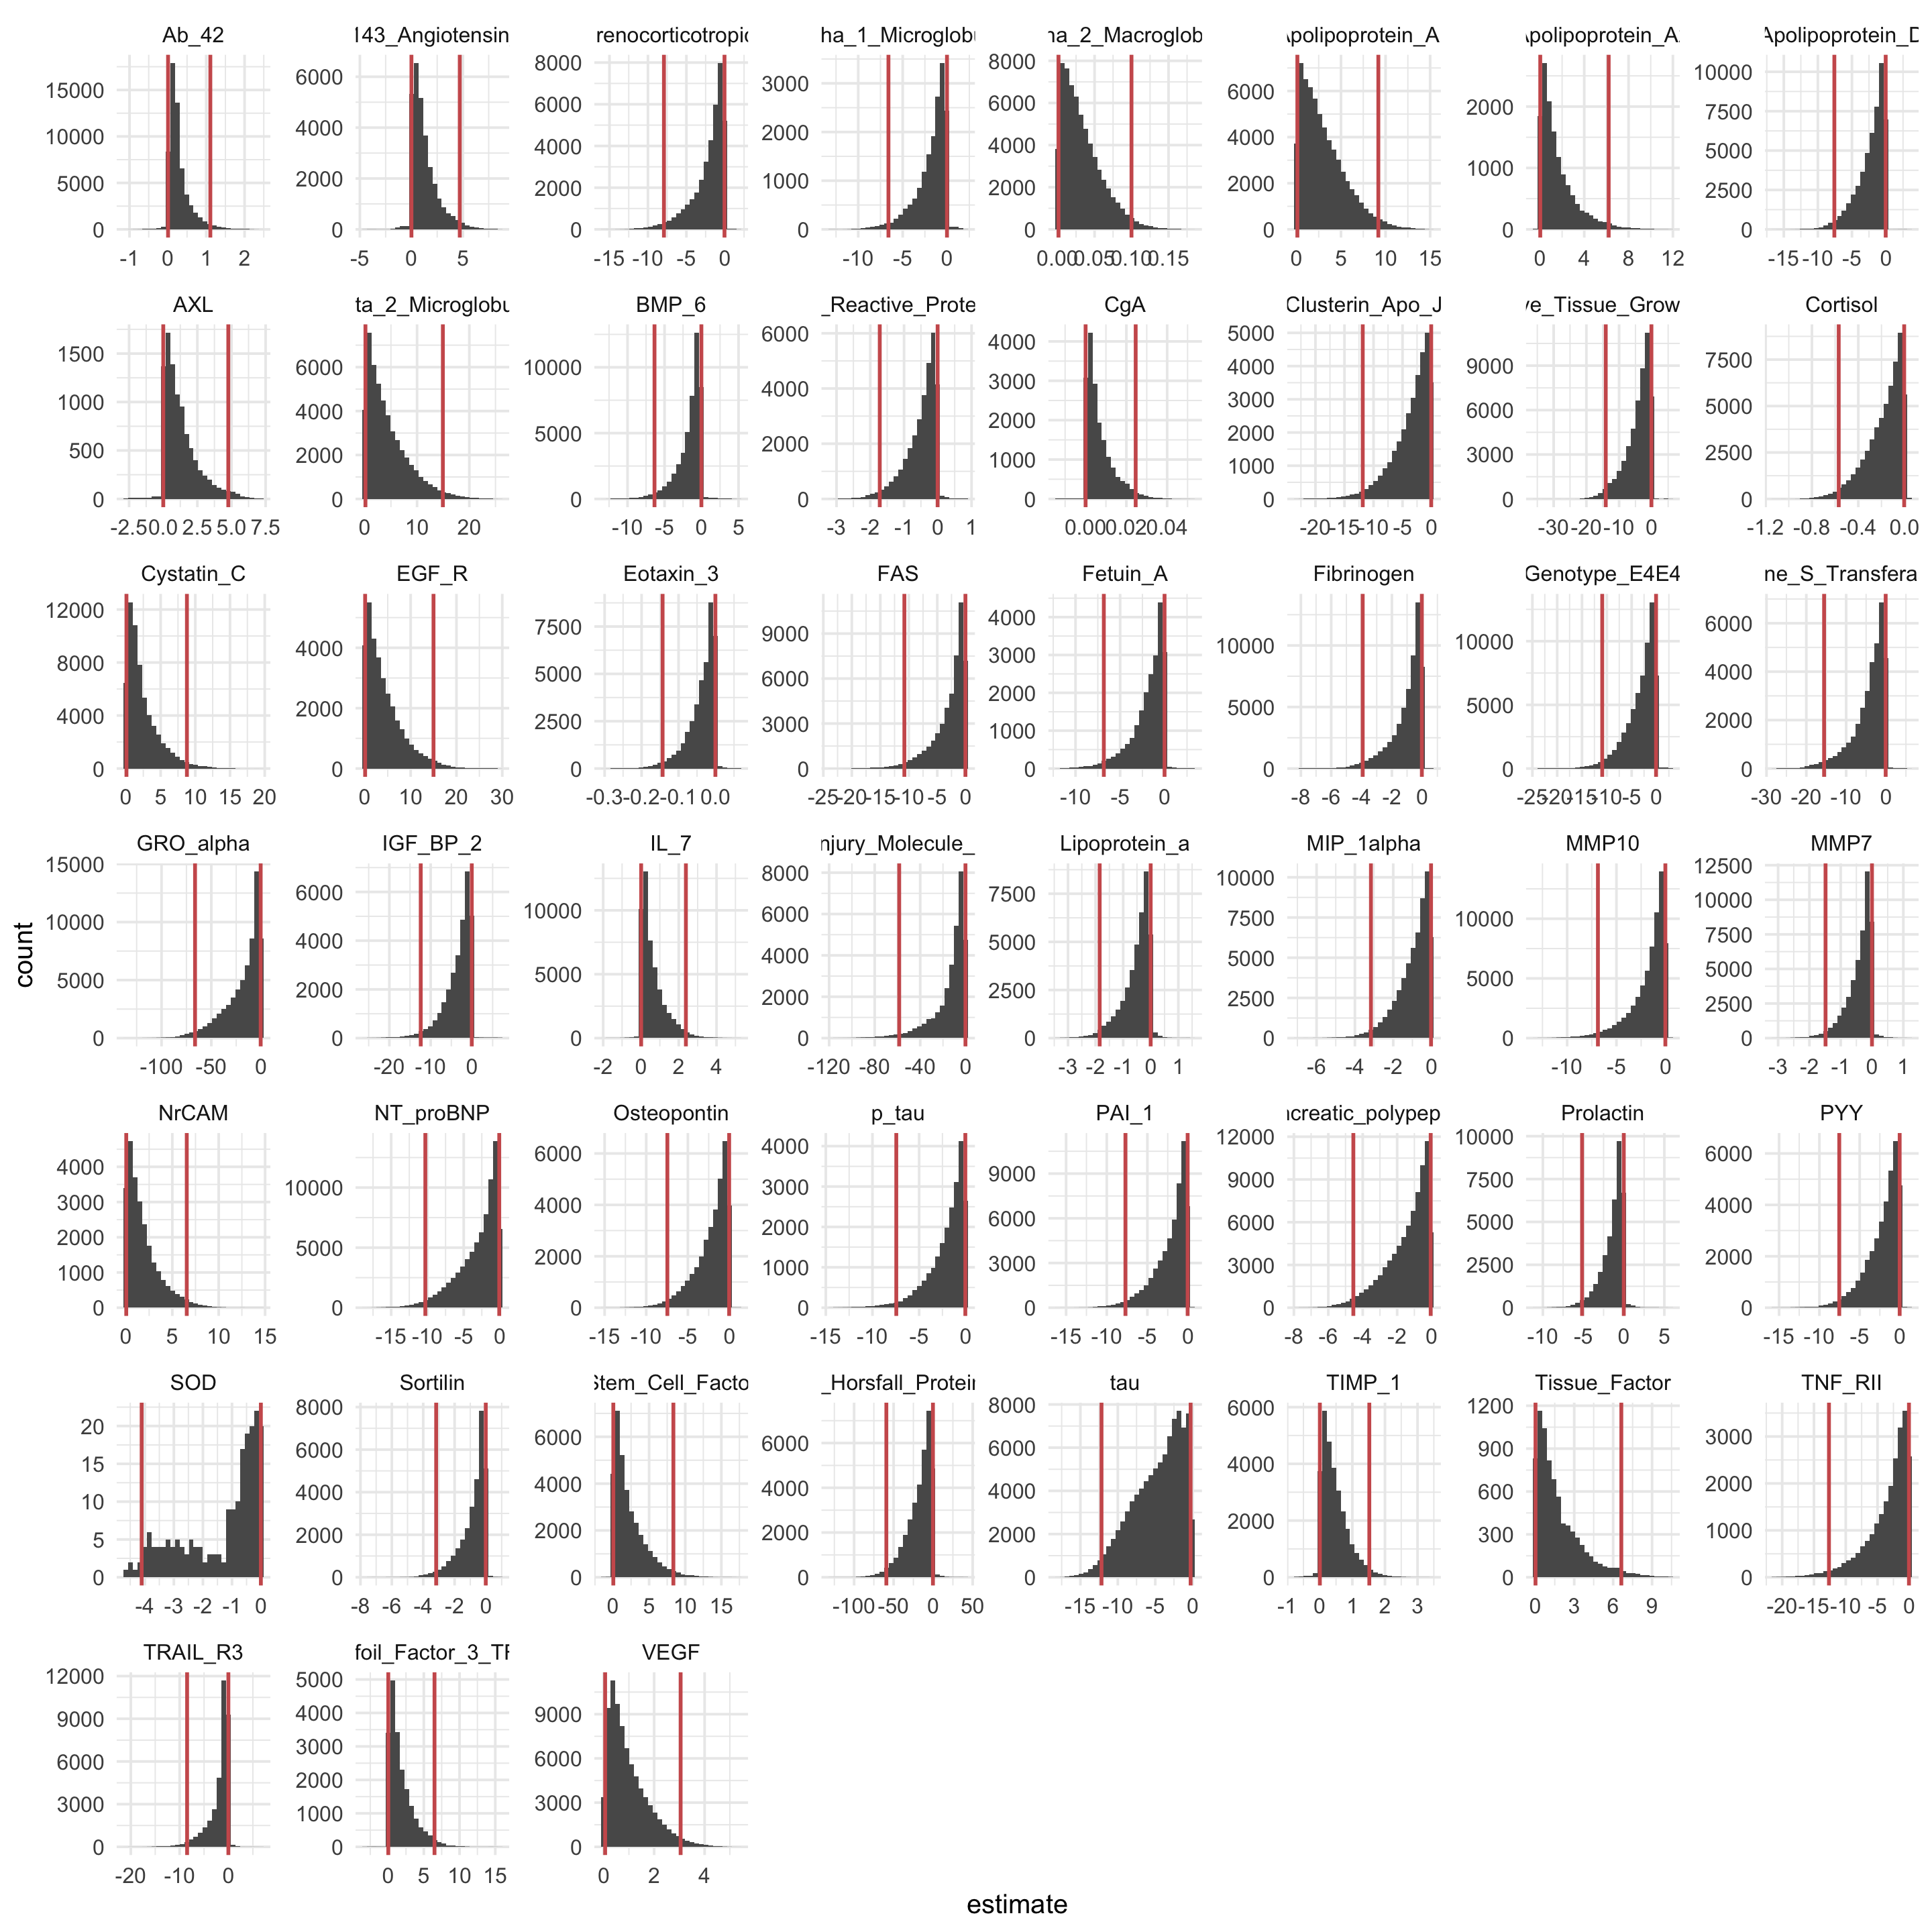 Ab_42 143_Angiotensin renocorticotropic ha_1_Microglobu na_2_Macroglob Apolipoprotein_A Apolipoprotein_A Apolipoprotein_D
15000 6000 8000 3000 8000 6000 2000 10000
10000 4000 6000 2000 6000 4000 1000 7500
5000 2000 4000 1000 4000 2000 0 5000
0 0 2000 0 2000 0 2500
0 0 0
-1 0 1 2 -5 0 5 -15 -10 -5 0 -10 -5 0 0.00 0.05 0.10 0.15 0 5 10 15 0 4 8 12 -15 -10 -5 0
AXL ta_2_Microglobu BMP_6 _Reactive_Prote CgA Clusterin_Apo_J ve_Tissue_Grow Cortisol
1500 6000 10000 6000 4000 5000 9000 7500
1000 4000 5000 4000 3000 4000 6000 5000
500 2000 0 2000 2000 3000 3000 2500
0 0 0 1000 2000 0 0
0 1000
0
-2.5 0.0 2.5 5.0 7.5 0 10 20 -10 -5 0 5 -3 -2 -1 0 1 0.00 0.02 0.04 -20 -15 -10 -5 0 -30 -20 -10 0 -1.2 -0.8 -0.4 0.0
Cystatin_C EGF_R Eotaxin_3 FAS Fetuin_A Fibrinogen Genotype_E4E4 ne_S_Transfera
12000 4000 7500 9000 4000 10000 10000 6000
8000 2000 5000 6000 3000 5000 5000 4000
4000 0 2500 3000 2000 0 0 2000
0 0 0 1000 0
0
0 5 10 15 20 0 10 20 30 -0.3 -0.2 -0.1 0.0 -25 -20 -15 -10 -5 0 -10 -5 0 -8 -6 -4 -2 0 -25 -20 -15 -10 -5 0 -30 -20 -10 0
GRO_alpha IGF_BP_2 IL_7 njury_Molecule_ Lipoprotein_a MIP_1alpha MMP10 MMP7
15000 6000 10000 8000 7500 10000 10000 12500
10000 4000 5000 6000 5000 7500 5000 10000
5000 2000 0 4000 2500 5000 0 7500
0 0 2000 0 2500 5000
0 0 2500
0
-100 -50 0 -20 -10 0 -2 0 2 4 -120 -80 -40 0 -3 -2 -1 0 1 -6 -4 -2 0 -10 -5 0 -3 -2 -1 0 1
count
NrCAM NT_proBNP Osteopontin p_tau PAI_1 ncreatic_polypep Prolactin PYY
4000 10000 6000 4000 9000 12000 10000 6000
3000 5000 4000 3000 6000 9000 7500 4000
2000 0 2000 2000 3000 6000 5000 2000
1000 0 1000 0 3000 2500 0
0 0 0 0
0 5 10 15 -15 -10 -5 0 -15 -10 -5 0 -15 -10 -5 0 -15 -10 -5 0 -8 -6 -4 -2 0 -10 -5 0 5 -15 -10 -5 0
SOD Sortilin Stem_Cell_Facto _Horsfall_Protein tau TIMP_1 Tissue_Factor TNF_RII
20 8000 6000 6000 8000 6000 1200 3000
15 6000 4000 4000 6000 4000 900 2000
10 4000 2000 2000 4000 2000 600 1000
5 2000 0 0 2000 0 300 0
0 0 0 0
-4 -3 -2 -1 0 -8 -6 -4 -2 0 0 5 10 15 -100 -50 0 50 -15 -10 -5 0 -1 0 1 2 3 0 3 6 9 -20 -15 -10 -5 0
TRAIL_R3 foil_Factor_3_TF VEGF
12000 5000 9000
9000 4000 6000
6000 3000 3000
3000 2000 0
0 1000
0
-20 -10 0 0 5 10 15 0 2 4
estimate